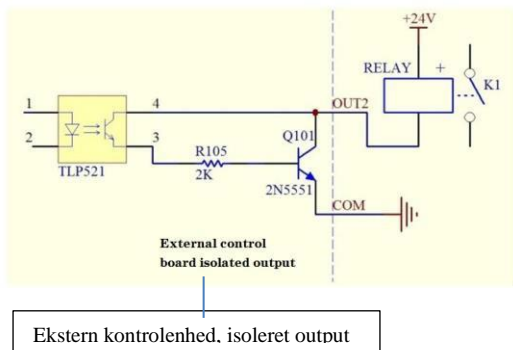 +24V
RELAY
+
K1
1
4
OUT2
2
3
Q101
R105
TLP521
2K
2N5551
COM
External control
board isolated output
Ekstern kontrolenhed, isoleret output